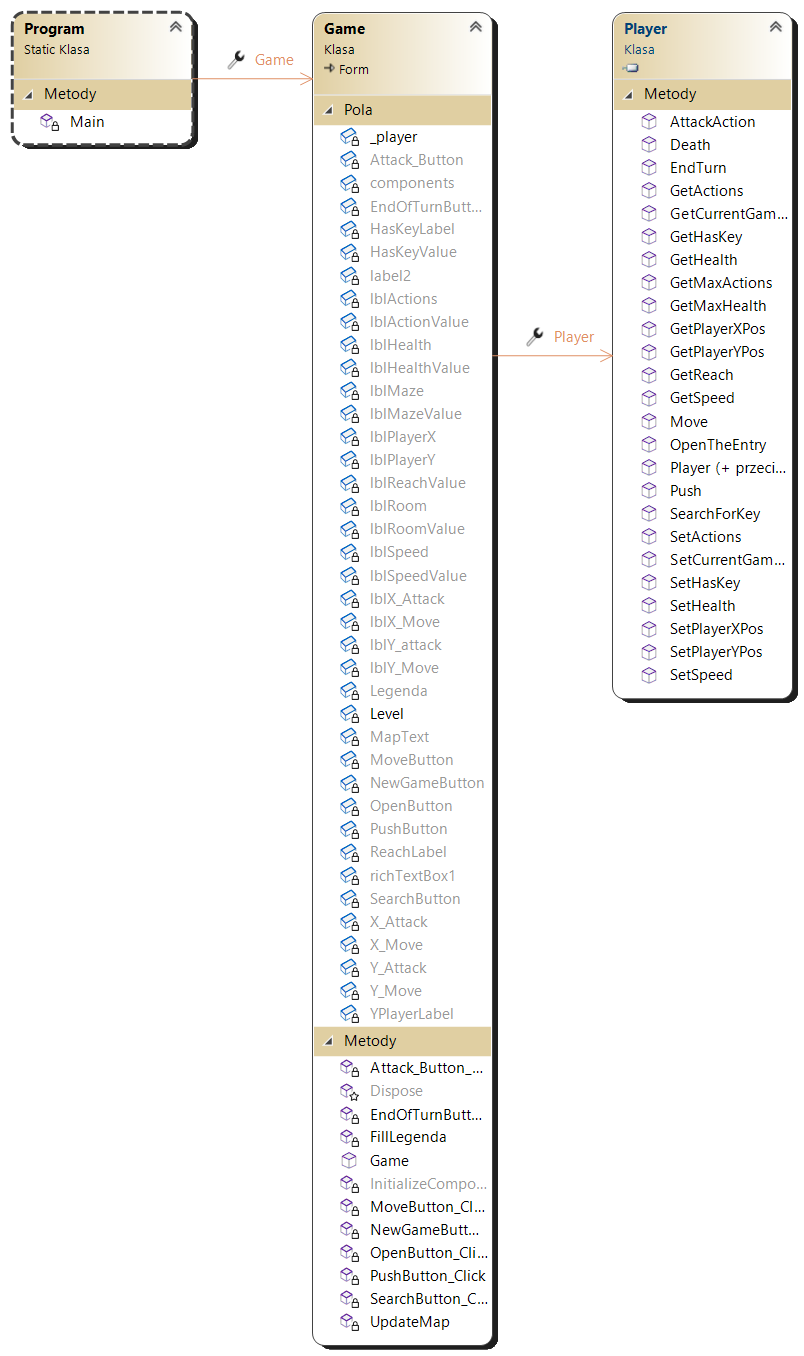 Program
Static Klasa
Metody
Main
Game
Game
Klasa
Form
Pola
_player
Attack_Button
components
EndOfTurnButt...
HasKeyLabel
HasKeyValue
label2
lblActions
lblActionValue
lblHealth
lblHealthValue
lblMaze
lblMazeValue
lblPlayerX
lblPlayerY
lblReachValue
lblRoom
lblRoomValue
lblSpeed
lblSpeedValue
lblX_Attack
lblX_Move
lblY_attack
lblY_Move
Legenda
Level
MapText
MoveButton
NewGameButton
OpenButton
PushButton
ReachLabel
richTextBox1
SearchButton
X_Attack
X_Move
Y_Attack
Y_Move
YPlayerLabel
Metody
Attack_Button_...
Dispose
EndOfTurnButt...
FillLegenda
Game
InitializeCompo...
MoveButton_Cl...
NewGameButt...
OpenButton_Cli...
PushButton_Click
SearchButton_C...
UpdateMap
Player
Player
Klasa
Metody
AttackAction
Death
EndTurn
GetActions
GetCurrentGam...
GetHasKey
GetHealth
GetMaxActions
GetMaxHealth
GetPlayerXPos
GetPlayerYPos
GetReach
GetSpeed
Move
OpenTheEntry
Player (+ przeci...
Push
SearchForKey
SetActions
SetCurrentGam...
SetHasKey
SetHealth
SetPlayerXPos
SetPlayerYPos
SetSpeed